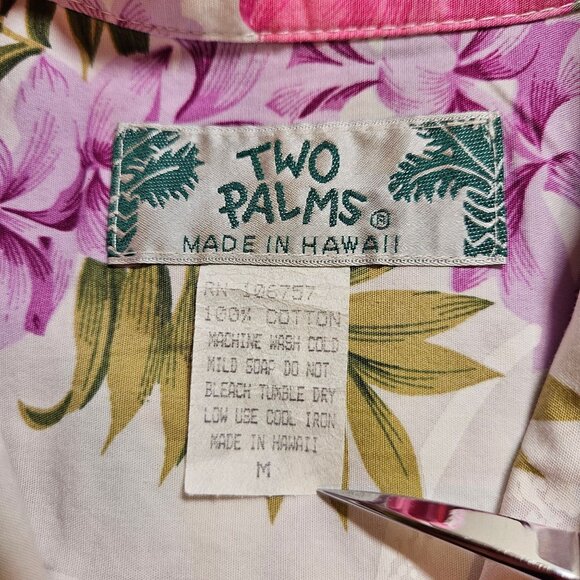 TWO
PALMS®
MADE IN HAWAII
RN 106757
100% COTTON
MACHINE WASH COLD
MILD SOAP DO NOT
BLEACH TUMBLE DRY
LOW USE COOL IRON
MADE IN HAWAII
M